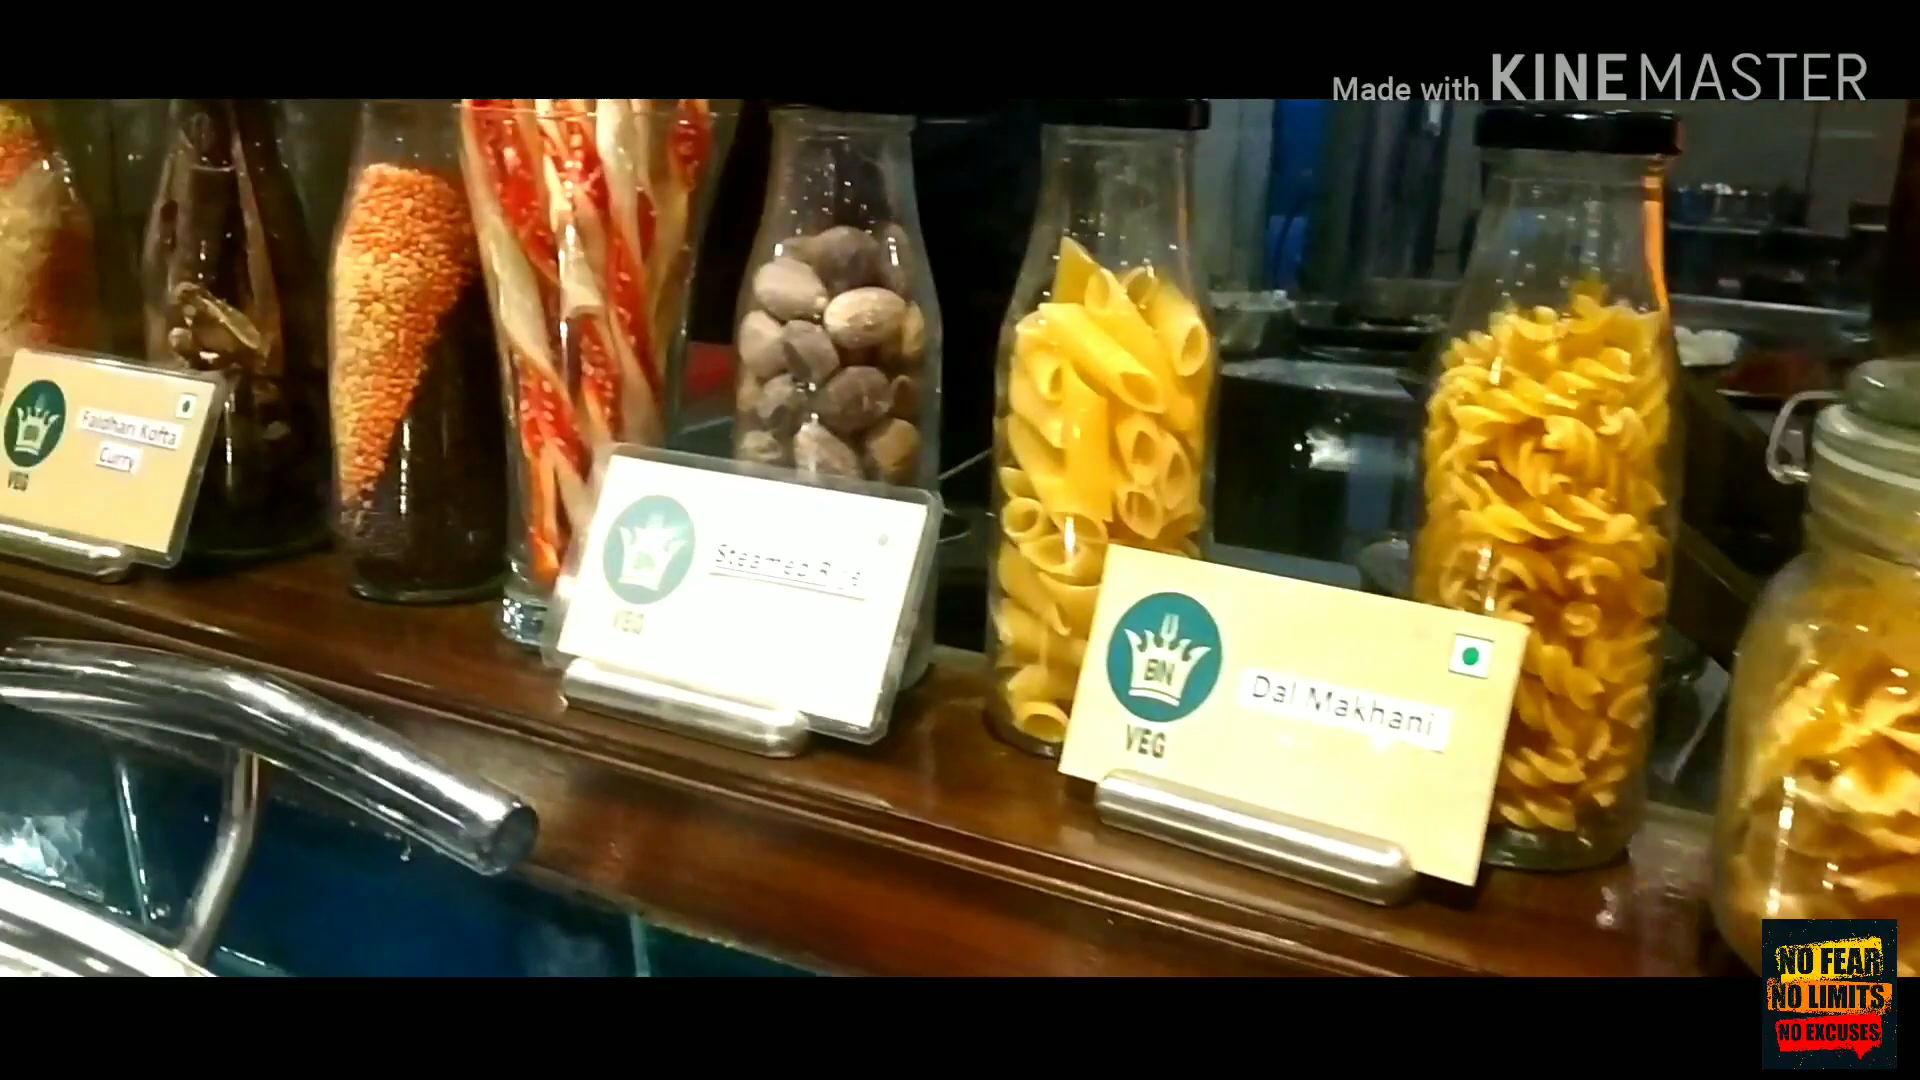 Made with KINEMASTER
Faldhari Kofta
Curry
VEG
Steamed Rice
VEG
BIN
VEG
Dal Makhani
NO FEAR
NO LIMITS
NO EXCUSES